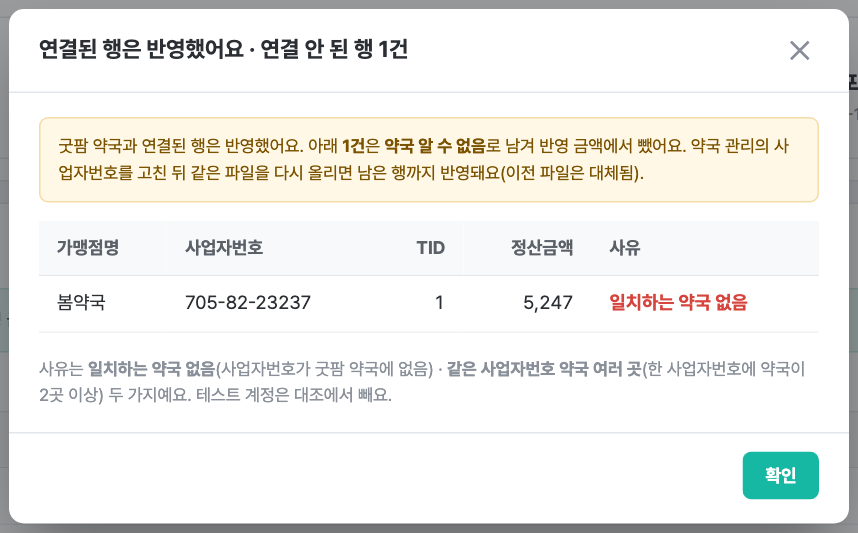 연결된 행은 반영했어요 · 연결 안 된 행 1건
굿팜 약국과 연결된 행은 반영했어요. 아래 1건은 약국 알 수 없음로 남겨 반영 금액에서 뺐어요. 약국 관리의 사
업자번호를 고친 뒤 같은 파일을 다시 올리면 남은 행까지 반영돼요(이전 파일은 대체됨).
가맹점명 사업자번호 TID 정산금액 사유
봄약국 705-82-23237 1 5,247 일치하는 약국 없음
사유는 일치하는 약국 없음(사업자번호가 굿팜 약국에 없음) · 같은 사업자번호 약국 여러 곳(한 사업자번호에 약국이
2곳 이상) 두 가지예요. 테스트 계정은 대조에서 빼요.
확인